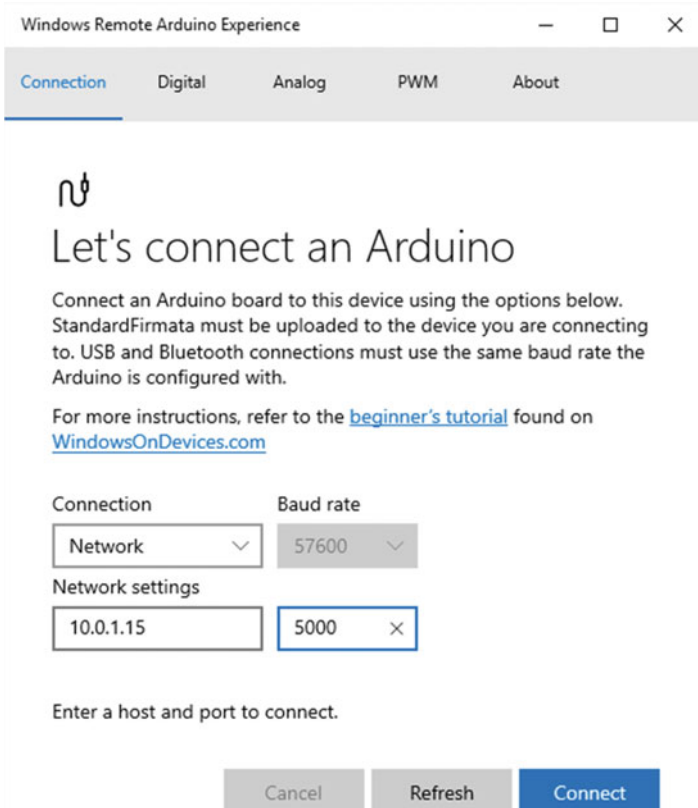 Windows Remote Arduino Experience
Connection Digital Analog PWM About
Let's connect an Arduino
Connect an Arduino board to this device using the options below.
StandardFirmata must be uploaded to the device you are connecting
to. USB and Bluetooth connections must use the same baud rate the
Arduino is configured with.
For more instructions, refer to the beginner's tutorial found on
WindowsOnDevices.com
Connection Baud rate
Network 57600
Network settings
10.0.1.15 5000
Enter a host and port to connect.
Cancel Refresh Connect